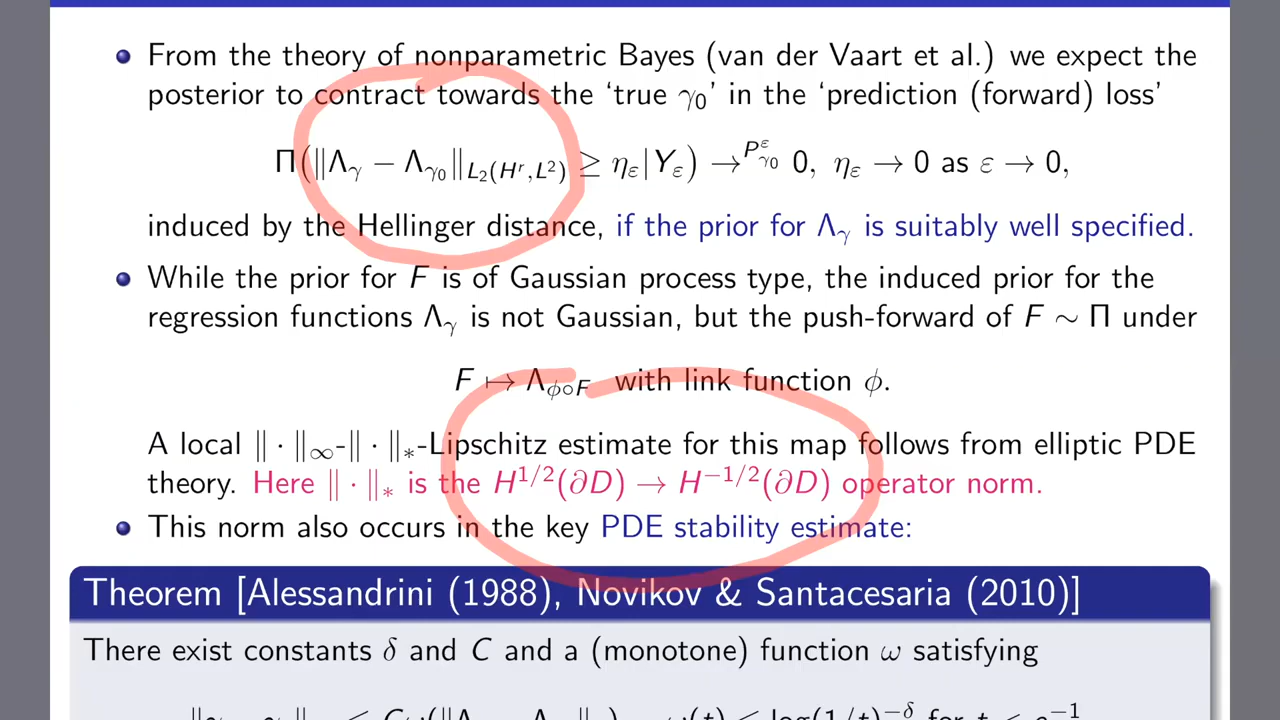 • From the theory of nonparametric Bayes (van der Vaart et al.) we expect the
posterior to contract towards the ‘true γ₀’ in the ‘prediction (forward) loss’
Π(‖Λ_γ − Λ_{γ₀}‖_{L₂(H^r,L²)} ≥ η_ε|Y_ε) →^{P^ε_{γ₀}} 0, η_ε → 0 as ε → 0,
induced by the Hellinger distance, if the prior for Λ_γ is suitably well specified.
• While the prior for F is of Gaussian process type, the induced prior for the
regression functions Λ_γ is not Gaussian, but the push-forward of F ∼ Π under
F ↦ Λ_{ϕ∘F} with link function ϕ.
A local ‖ · ‖_∞-‖ · ‖_*-Lipschitz estimate for this map follows from elliptic PDE
theory. Here ‖ · ‖_* is the H^{1/2}(∂D) → H^{−1/2}(∂D) operator norm.
• This norm also occurs in the key PDE stability estimate:
Theorem [Alessandrini (1988), Novikov & Santacesaria (2010)]
There exist constants δ and C and a (monotone) function ω satisfying